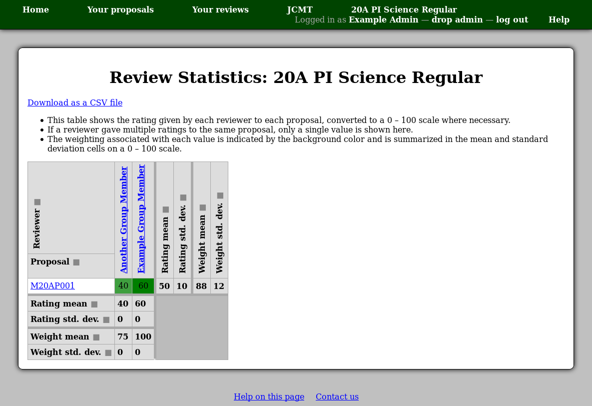 Home Your proposals Your reviews JCMT 20A PI Science Regular
Logged in as Example Admin — drop admin — log out Help
Review Statistics: 20A PI Science Regular
Download as a CSV file
• This table shows the rating given by each reviewer to each proposal, converted to a 0 – 100 scale where necessary.
• If a reviewer gave multiple ratings to the same proposal, only a single value is shown here.
• The weighting associated with each value is indicated by the background color and is summarized in the mean and standard
deviation cells on a 0 – 100 scale.
Reviewer
Another Group Member
Example Group Member
Rating mean
Rating std. dev.
Weight mean
Weight std. dev.
Proposal
M20AP001 40 60 50 10 88 12
Rating mean 40 60
Rating std. dev. 0 0
Weight mean 75 100
Weight std. dev. 0 0
Help on this page Contact us